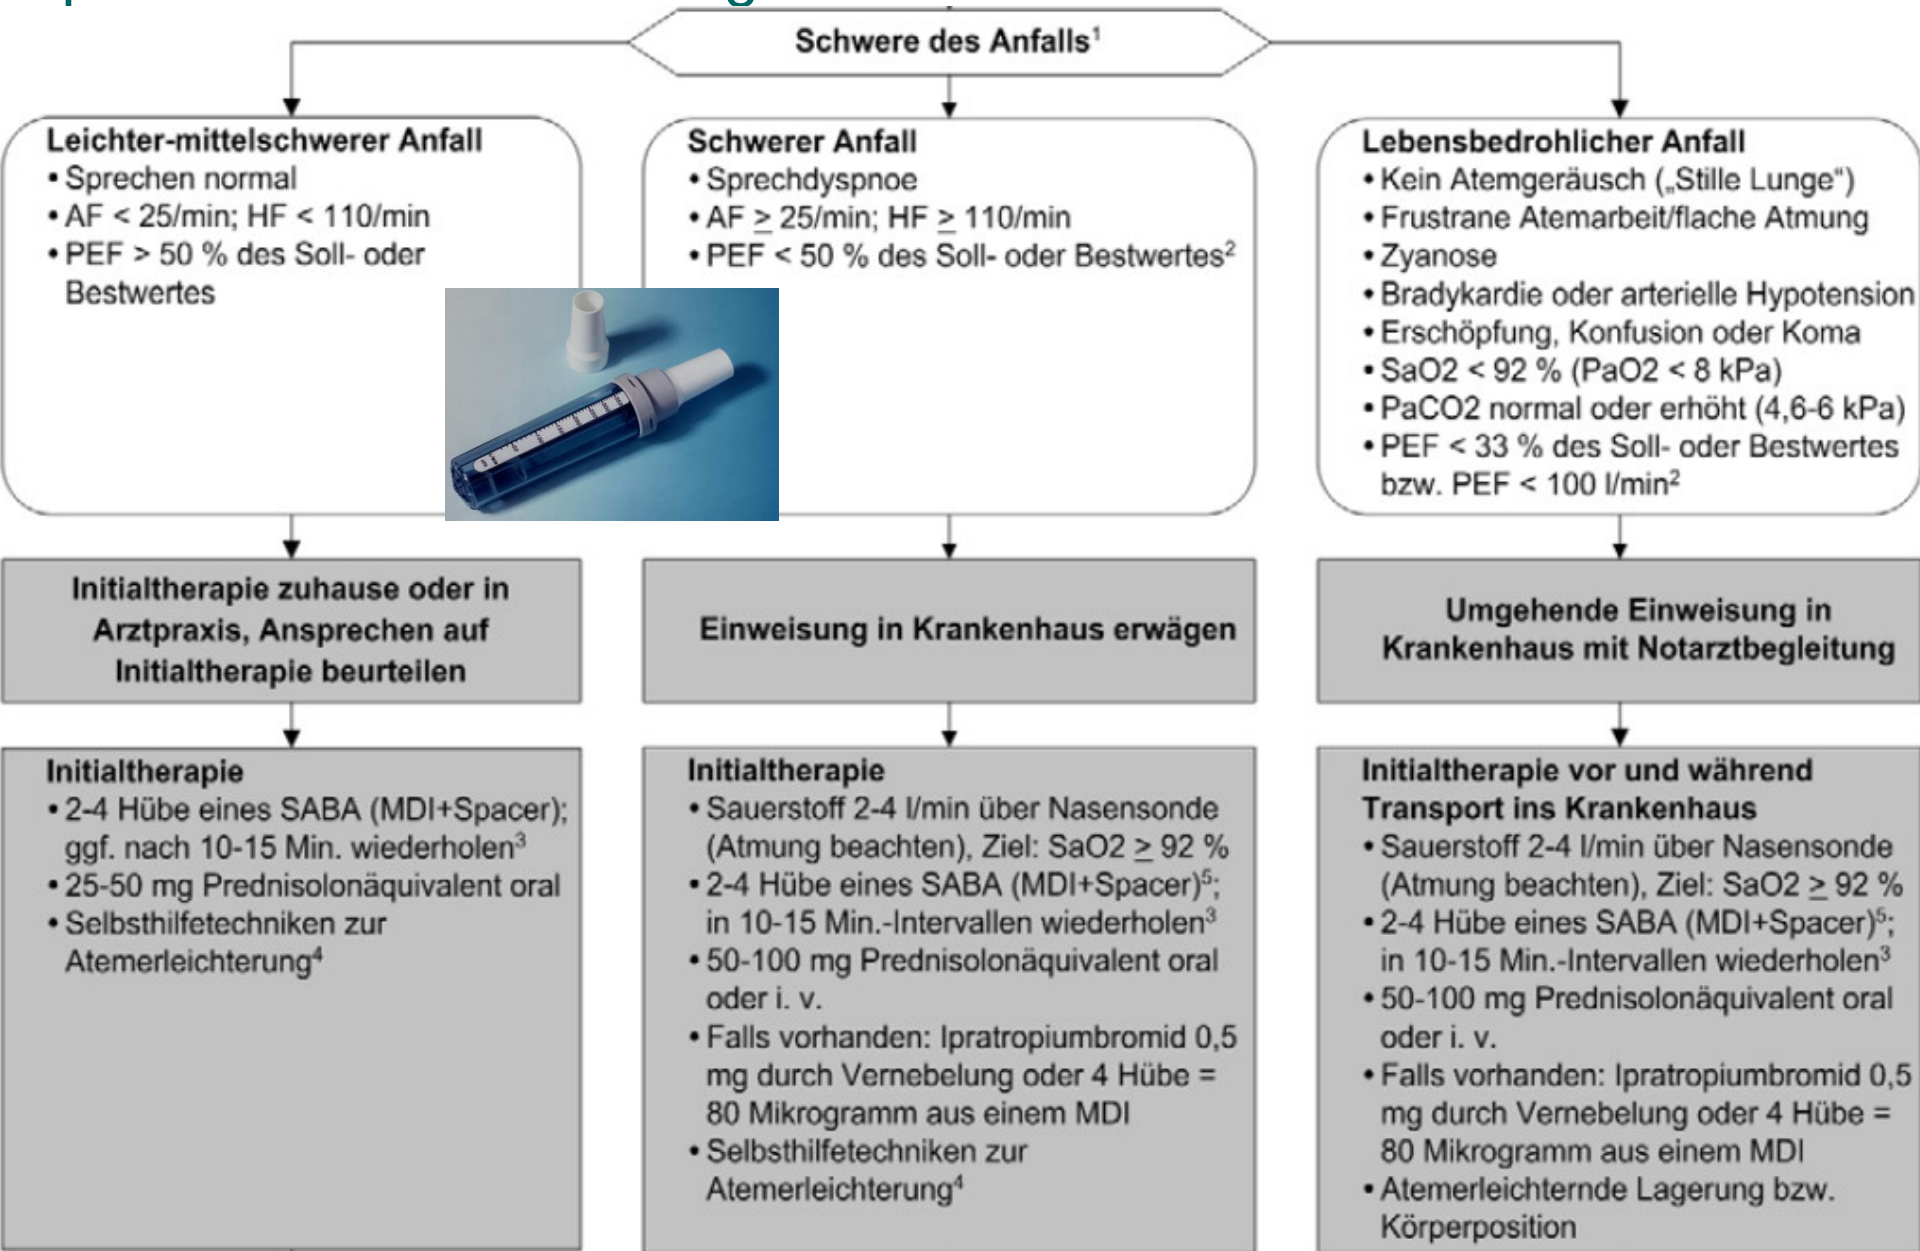 Schwere des Anfalls¹
Leichter-mittelschwerer Anfall
• Sprechen normal
• AF < 25/min; HF < 110/min
• PEF > 50 % des Soll- oder
Bestwertes
Schwerer Anfall
• Sprechdyspnoe
• AF ≥ 25/min; HF ≥ 110/min
• PEF < 50 % des Soll- oder Bestwertes²
Lebensbedrohlicher Anfall
• Kein Atemgeräusch („Stille Lunge“)
• Frustrane Atemarbeit/flache Atmung
• Zyanose
• Bradykardie oder arterielle Hypotension
• Erschöpfung, Konfusion oder Koma
• SaO2 < 92 % (PaO2 < 8 kPa)
• PaCO2 normal oder erhöht (4,6-6 kPa)
• PEF < 33 % des Soll- oder Bestwertes
bzw. PEF < 100 l/min²
Initialtherapie zuhause oder in
Arztpraxis, Ansprechen auf
Initialtherapie beurteilen
Einweisung in Krankenhaus erwägen
Umgehende Einweisung in
Krankenhaus mit Notarztbegleitung
Initialtherapie
• 2-4 Hübe eines SABA (MDI+Spacer);
ggf. nach 10-15 Min. wiederholen³
• 25-50 mg Prednisolonäquivalent oral
• Selbsthilfetechniken zur
Atemerleichterung⁴
Initialtherapie
• Sauerstoff 2-4 l/min über Nasensonde
(Atmung beachten), Ziel: SaO2 ≥ 92 %
• 2-4 Hübe eines SABA (MDI+Spacer)⁵;
in 10-15 Min.-Intervallen wiederholen³
• 50-100 mg Prednisolonäquivalent oral
oder i. v.
• Falls vorhanden: Ipratropiumbromid 0,5
mg durch Vernebelung oder 4 Hübe =
80 Mikrogramm aus einem MDI
• Selbsthilfetechniken zur
Atemerleichterung⁴
Initialtherapie vor und während
Transport ins Krankenhaus
• Sauerstoff 2-4 l/min über Nasensonde
(Atmung beachten), Ziel: SaO2 ≥ 92 %
• 2-4 Hübe eines SABA (MDI+Spacer)⁵;
in 10-15 Min.-Intervallen wiederholen³
• 50-100 mg Prednisolonäquivalent oral
oder i. v.
• Falls vorhanden: Ipratropiumbromid 0,5
mg durch Vernebelung oder 4 Hübe =
80 Mikrogramm aus einem MDI
• Atemerleichternde Lagerung bzw.
Körperposition